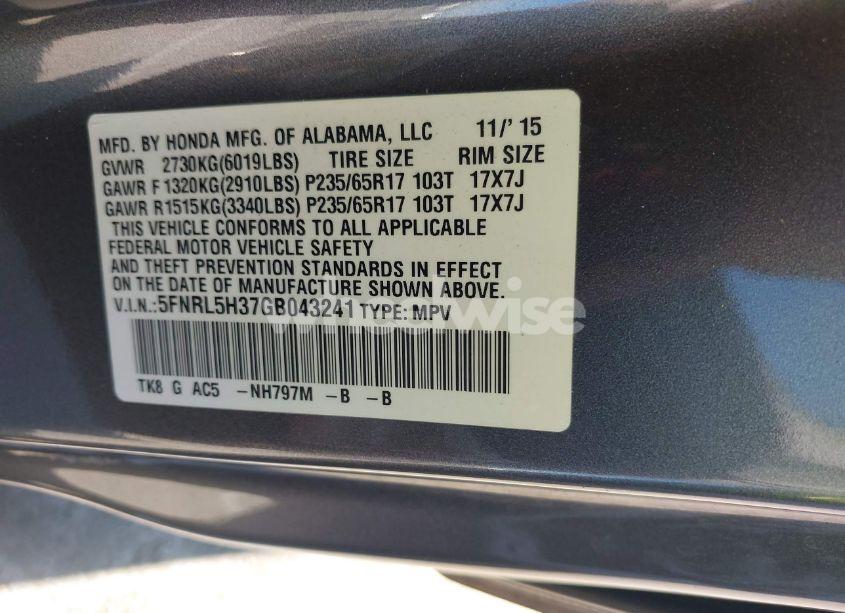 MFD. BY HONDA MFG. OF ALABAMA, LLC 11/' 15
GVWR 2730KG(6019LBS) TIRE SIZE RIM SIZE
GAWR F 1320KG(2910LBS) P235/65R17 103T 17X7J
GAWR R1515KG(3340LBS) P235/65R17 103T 17X7J
THIS VEHICLE CONFORMS TO ALL APPLICABLE
FEDERAL MOTOR VEHICLE SAFETY
AND THEFT PREVENTION STANDARDS IN EFFECT
ON THE DATE OF MANUFACTURE SHOWN ABOVE.
V.I.N.:5FNRL5H37GB043241 TYPE: MPV
TK8 G AC5 -NH797M -B -B